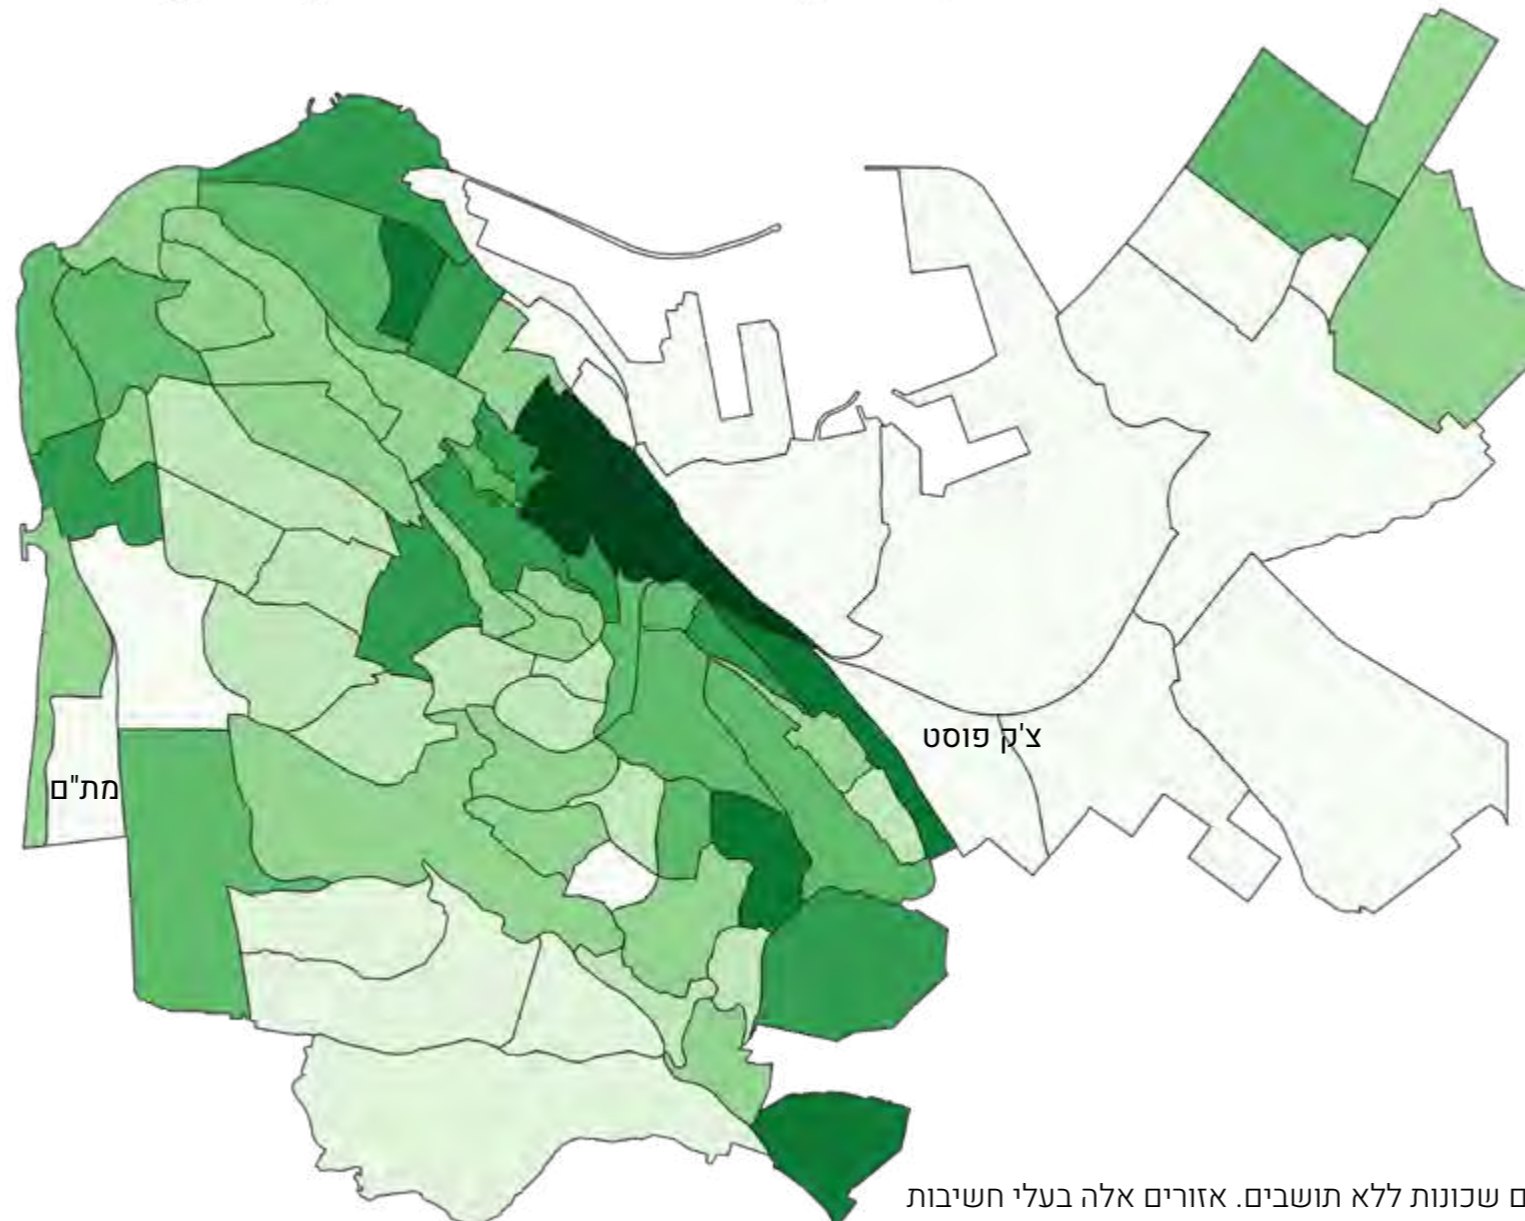 צ'ק פוסט
מת"ם
ם שכונות ללא תושבים. אזורים אלה בעלי חשיבות